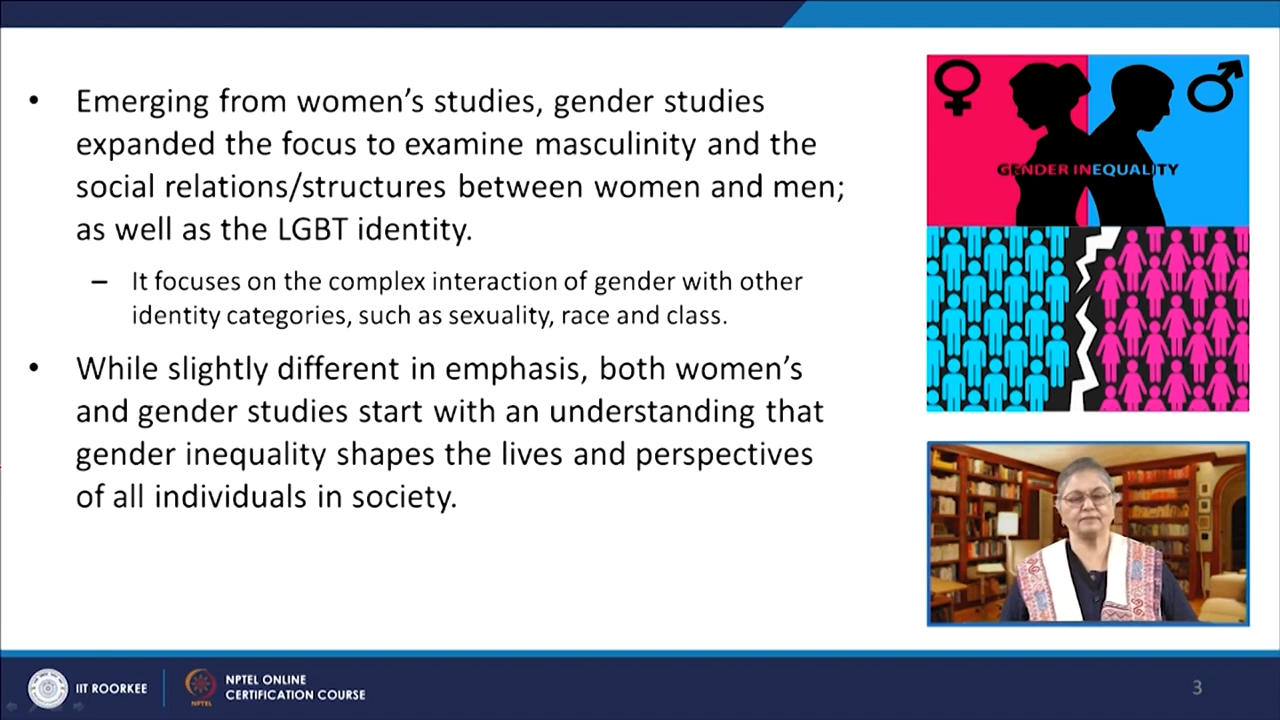 • Emerging from women’s studies, gender studies
expanded the focus to examine masculinity and the
social relations/structures between women and men;
as well as the LGBT identity.
– It focuses on the complex interaction of gender with other
identity categories, such as sexuality, race and class.
• While slightly different in emphasis, both women’s
and gender studies start with an understanding that
gender inequality shapes the lives and perspectives
of all individuals in society.
GENDER INEQUALITY
IIT ROORKEE
NPTEL
NPTEL ONLINE
CERTIFICATION COURSE
3